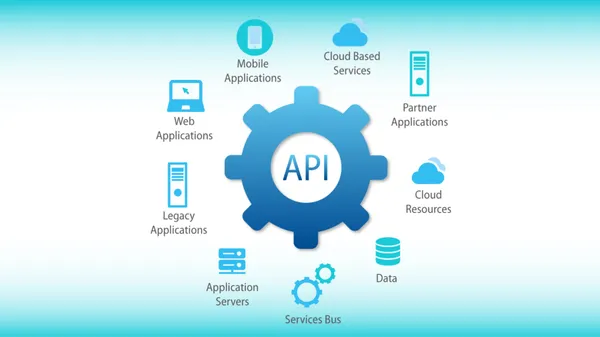 Mobile
Applications
Cloud Based
Services
Partner
Applications
Web
Applications
API
Cloud
Resources
Legacy
Applications
Data
Application
Servers
Services Bus